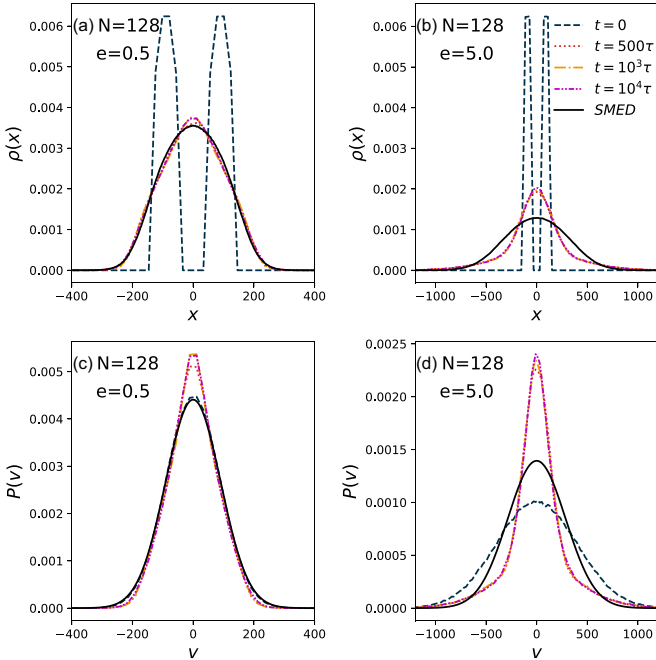 (a) N=128
e=0.5
0.006
0.005
0.004
0.003
0.002
0.001
0.000
ρ(x)
−400 −200 0 200 400
x
(b) N=128
e=5.0
t = 0
t = 500τ
t = 10³τ
t = 10⁴τ
SMED
0.006
0.005
0.004
0.003
0.002
0.001
0.000
ρ(x)
−1000 −500 0 500 1000
x
(c) N=128
e=0.5
0.005
0.004
0.003
0.002
0.001
0.000
P(v)
−400 −200 0 200 400
v
(d) N=128
e=5.0
0.0025
0.0020
0.0015
0.0010
0.0005
0.0000
P(v)
−1000 −500 0 500 1000
v